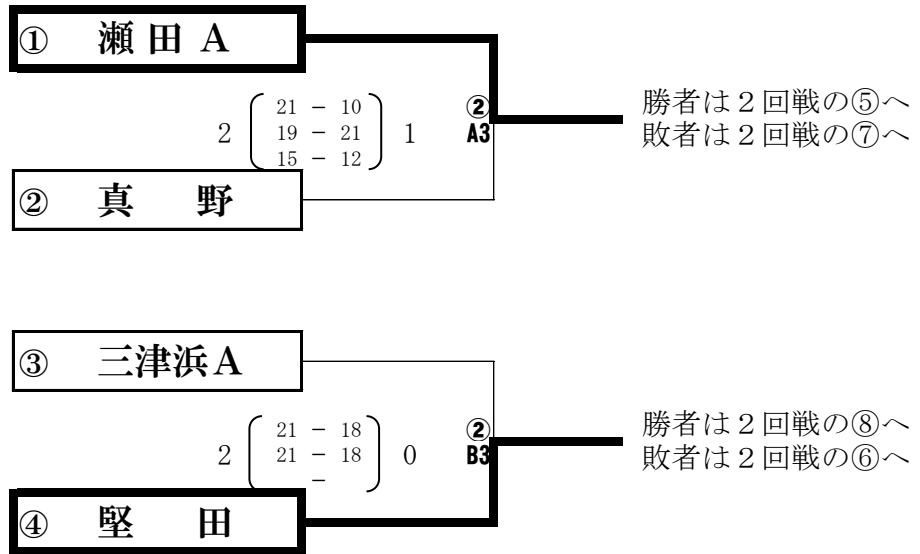 ① 瀬田A
2 21 － 10 1
19 － 21
15 － 12
②
A3
勝者は２回戦の⑤へ
敗者は２回戦の⑦へ
② 真野
③ 三津浜A
2 21 － 18 0
21 － 18
－
②
B3
勝者は２回戦の⑧へ
敗者は２回戦の⑥へ
④ 堅田